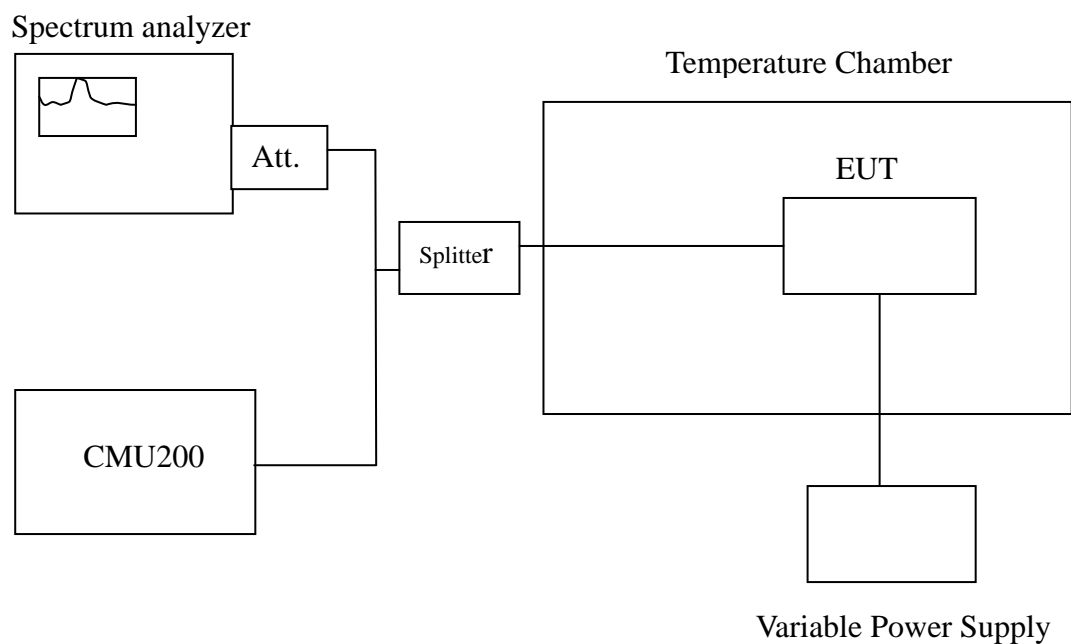 Spectrum analyzer
Temperature Chamber
Att.
EUT
Splitter
CMU200
Variable Power Supply